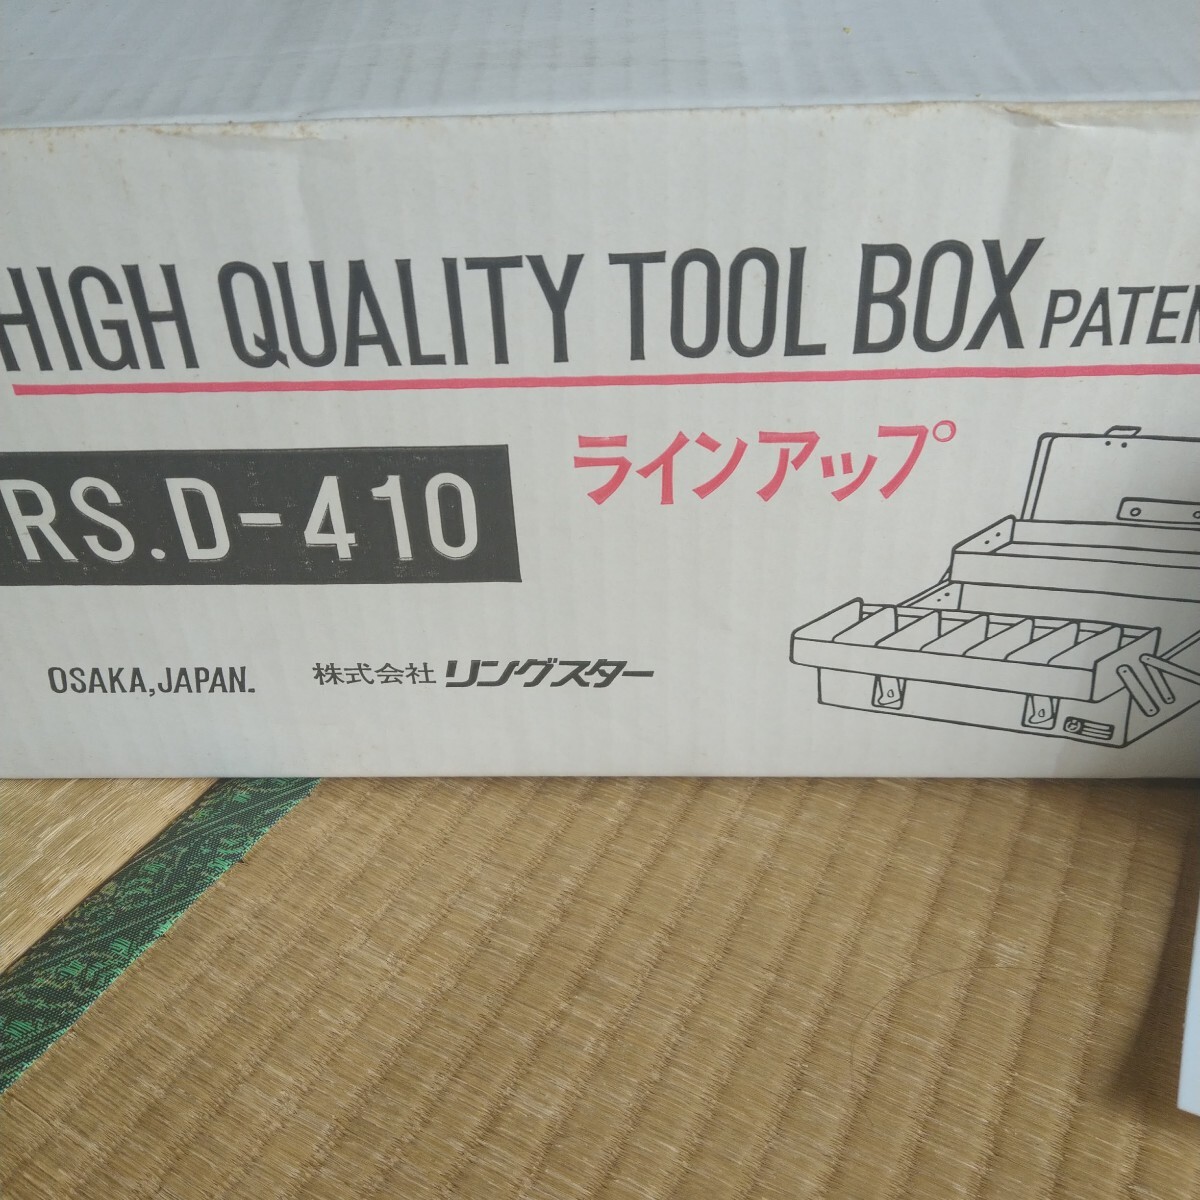 HIGH QUALITY TOOL BOX
ラインアップ
RS.D-410
OSAKA,JAPAN. 株式会社 リングスター